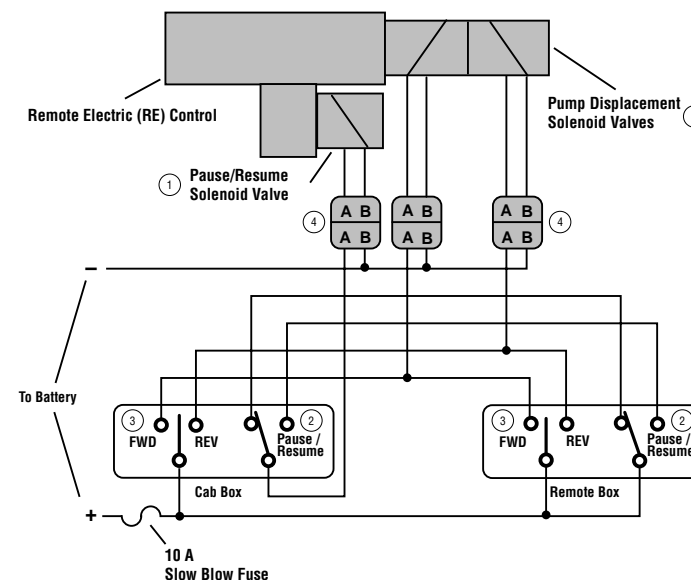 Remote Electric (RE) Control
Pump Displacement
Solenoid Valves
1
Pause/Resume
Solenoid Valve
4
A B
A B
A B
A B
A B
A B
4
–
To Battery
3
FWD
REV
2
Pause /
Resume
Cab Box
3
FWD
REV
2
Pause /
Resume
Remote Box
+
10 A
Slow Blow Fuse